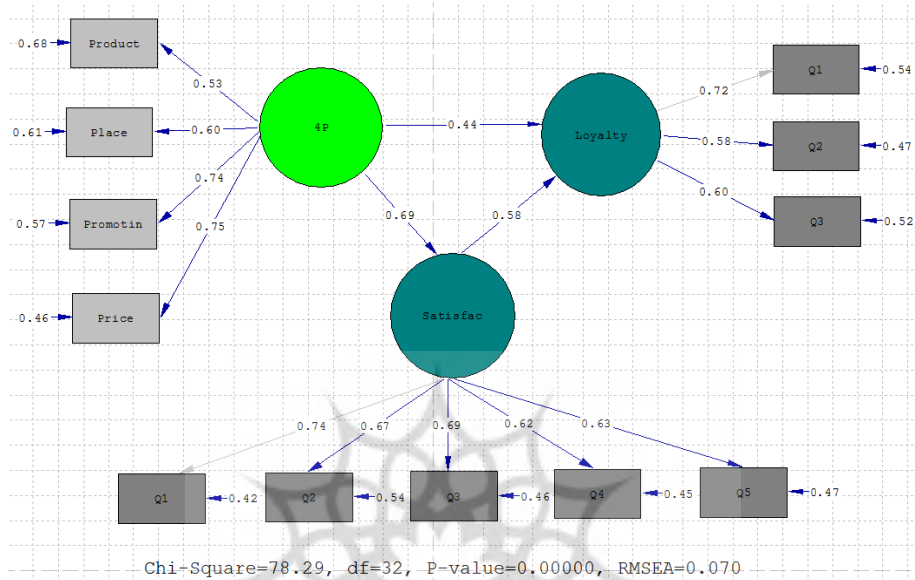 0.68 Product
0.53
0.61 Place
0.60
0.74
0.57 Promotin
0.75
0.46 Price
4P
0.44
Loyalty
0.69
0.58
Satisfac
0.72
Q1 0.54
0.58
Q2 0.47
0.60
Q3 0.52
0.74
0.67
0.69
0.62
0.63
Q1 0.42
Q2 0.54
Q3 0.46
Q4 0.45
Q5 0.47
Chi-Square=78.29, df=32, P-value=0.00000, RMSEA=0.070